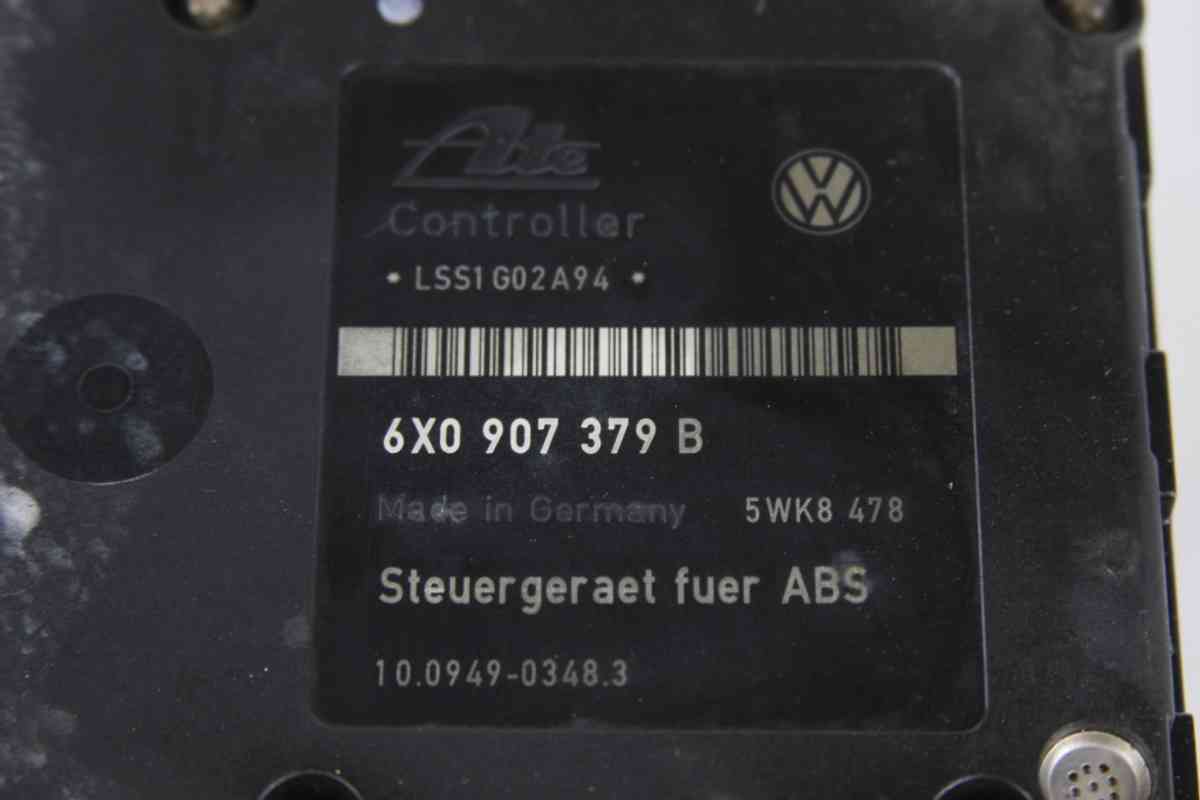 Ate
Controller
* LSS1G02A94 *
6X0 907 379 B
Made in Germany 5WK8 478
Steuergeraet fuer ABS
10.0949-0348.3